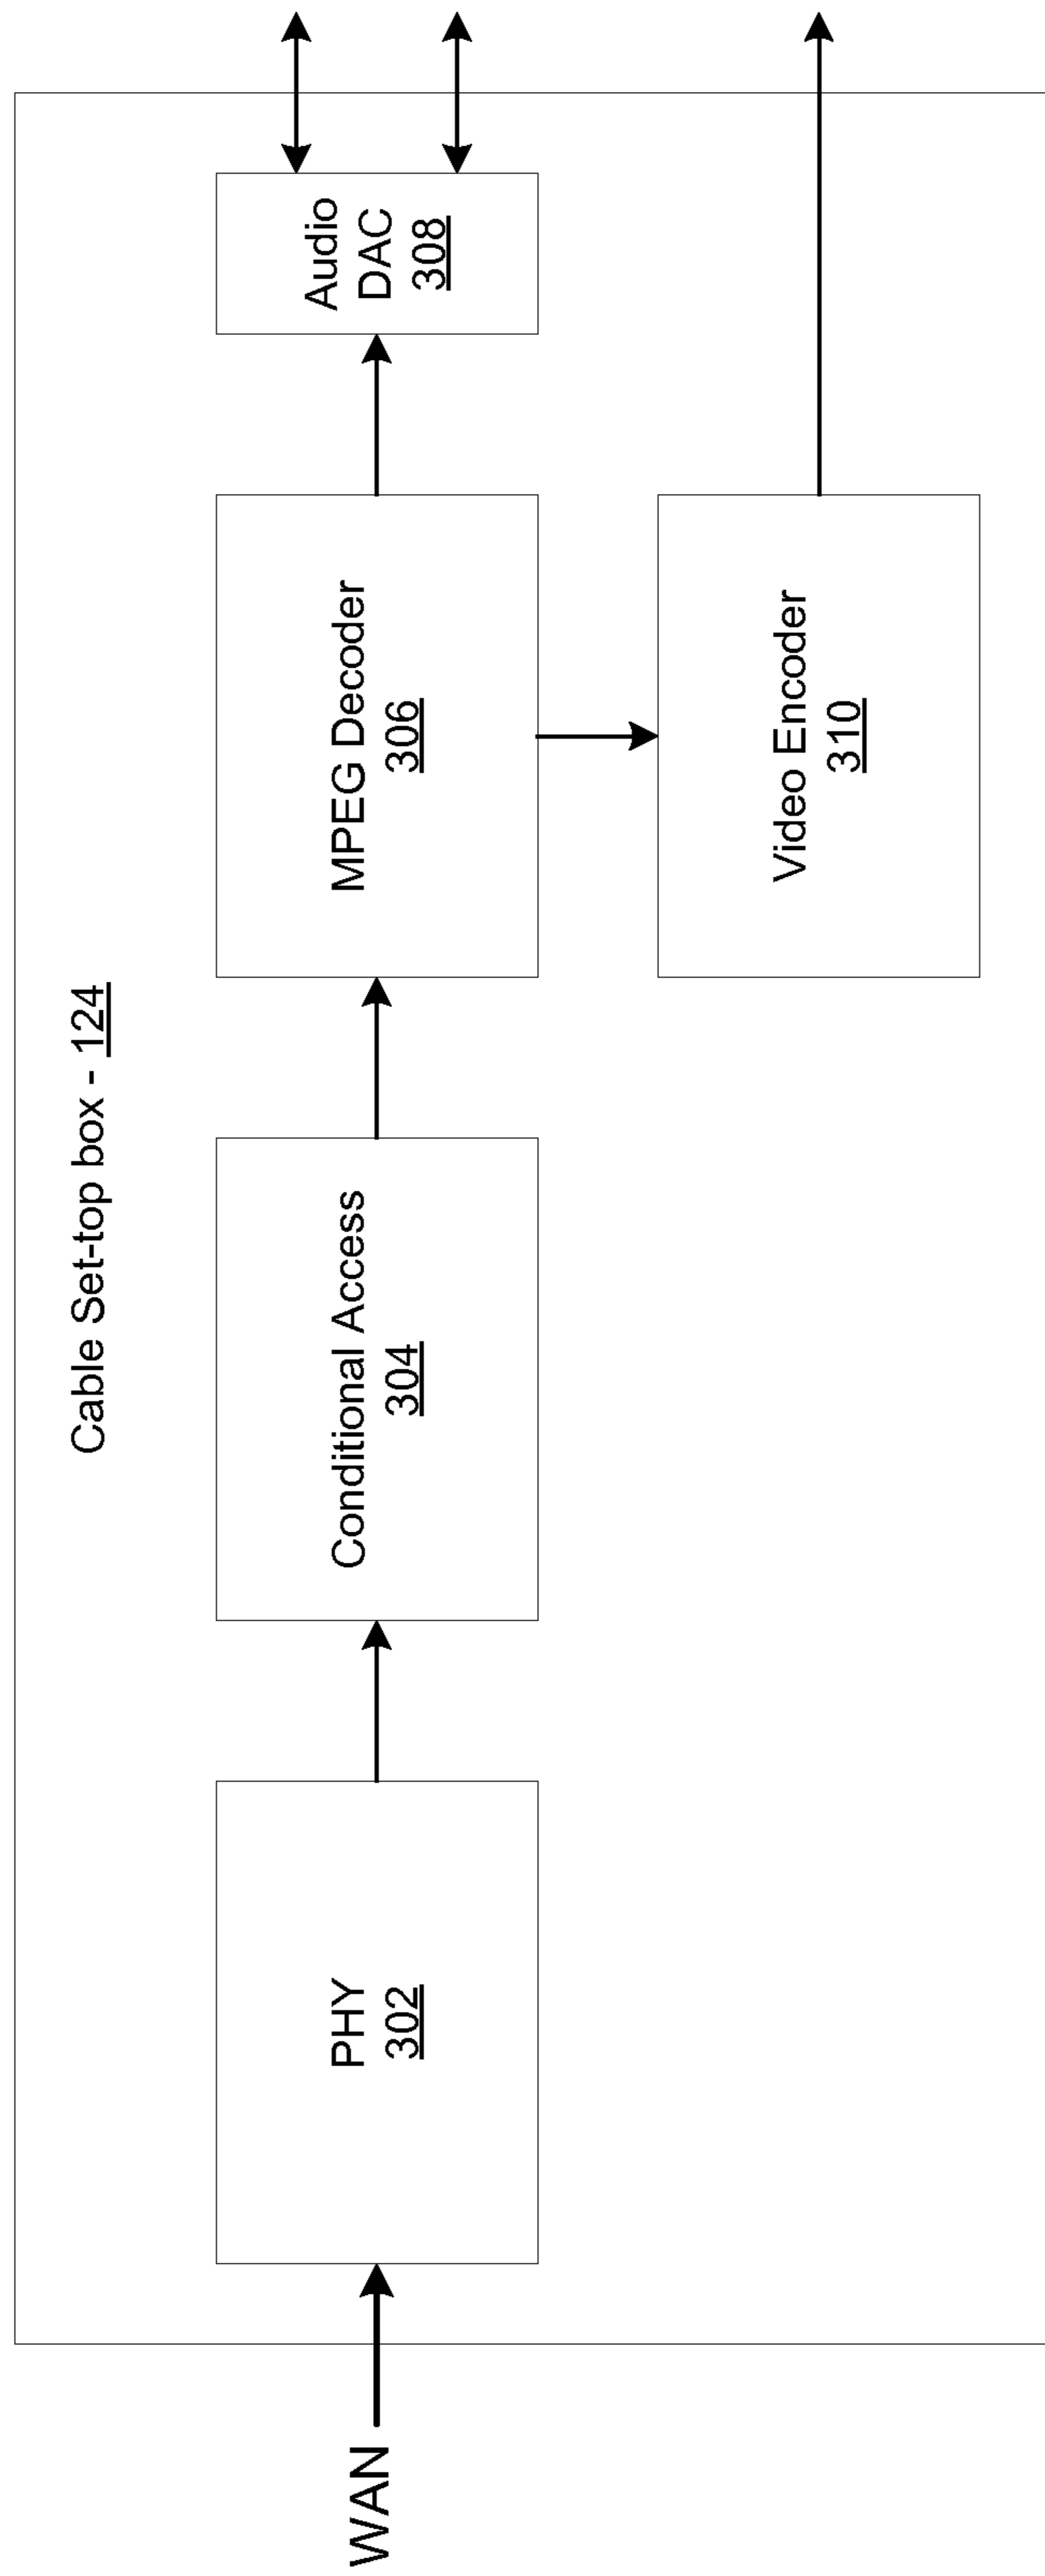 Cable Set-top box - 124
WAN
PHY
302
Conditional Access
304
MPEG Decoder
306
Audio
DAC
308
Video Encoder
310